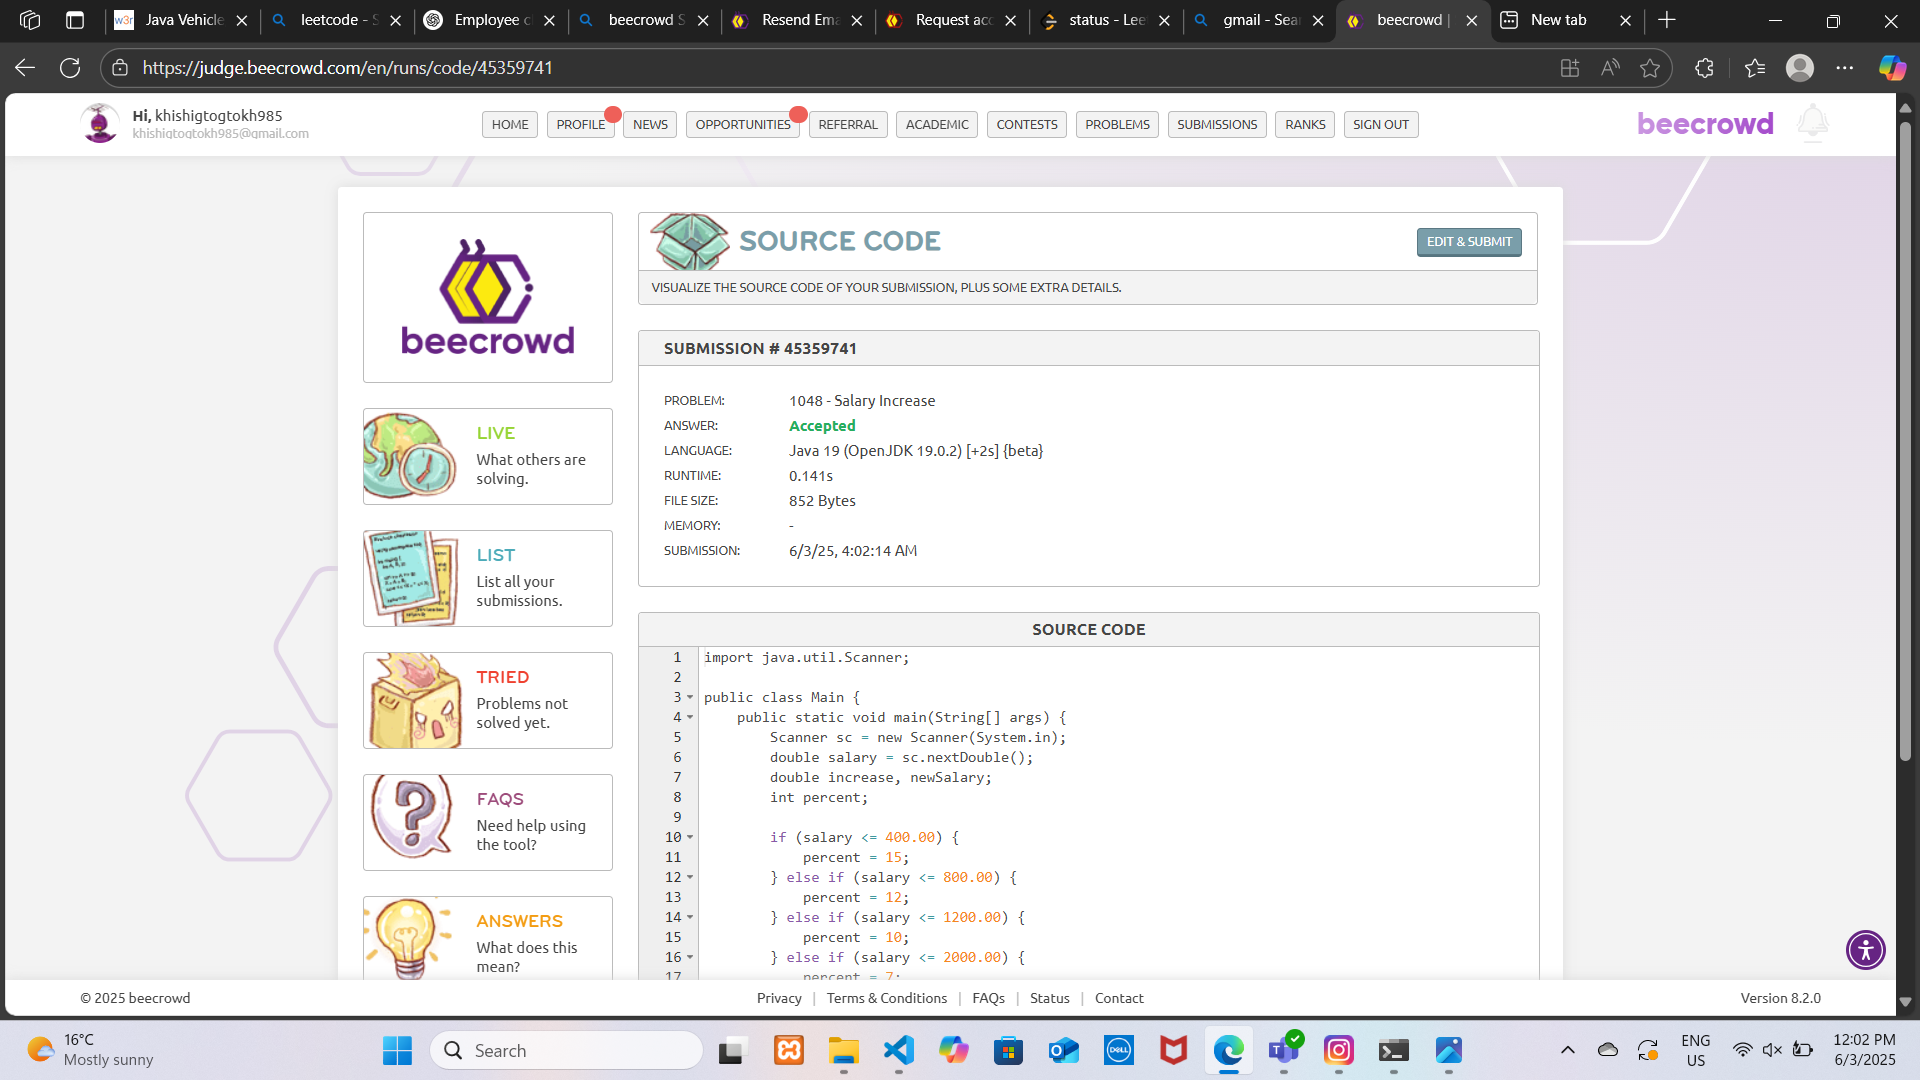 Java Vehicle
leetcode - S
Employee c
beecrowd S
Resend Ema
Request acc
status - Lee
gmail - Sea
beecrowd |
New tab
https://judge.beecrowd.com/en/runs/code/45359741
Hi, khishigtogtokh985
khishigtogtokh985@gmail.com
HOME
PROFILE
NEWS
OPPORTUNITIES
REFERRAL
ACADEMIC
CONTESTS
PROBLEMS
SUBMISSIONS
RANKS
SIGN OUT
beecrowd
beecrowd
LIVE
What others are
solving.
LIST
List all your
submissions.
TRIED
Problems not
solved yet.
FAQS
Need help using
the tool?
ANSWERS
What does this
mean?
SOURCE CODE
EDIT & SUBMIT
VISUALIZE THE SOURCE CODE OF YOUR SUBMISSION, PLUS SOME EXTRA DETAILS.
SUBMISSION # 45359741
PROBLEM: 1048 - Salary Increase
ANSWER: Accepted
LANGUAGE: Java 19 (OpenJDK 19.0.2) [+2s] {beta}
RUNTIME: 0.141s
FILE SIZE: 852 Bytes
MEMORY: -
SUBMISSION: 6/3/25, 4:02:14 AM
SOURCE CODE
1 import java.util.Scanner;
2
3 public class Main {
4 public static void main(String[] args) {
5 Scanner sc = new Scanner(System.in);
6 double salary = sc.nextDouble();
7 double increase, newSalary;
8 int percent;
9
10 if (salary <= 400.00) {
11 percent = 15;
12 } else if (salary <= 800.00) {
13 percent = 12;
14 } else if (salary <= 1200.00) {
15 percent = 10;
16 } else if (salary <= 2000.00) {
17 percent = 7;
© 2025 beecrowd
Privacy | Terms & Conditions | FAQs | Status | Contact
Version 8.2.0
16°C
Mostly sunny
Search
DELL
ENG
US
12:02 PM
6/3/2025